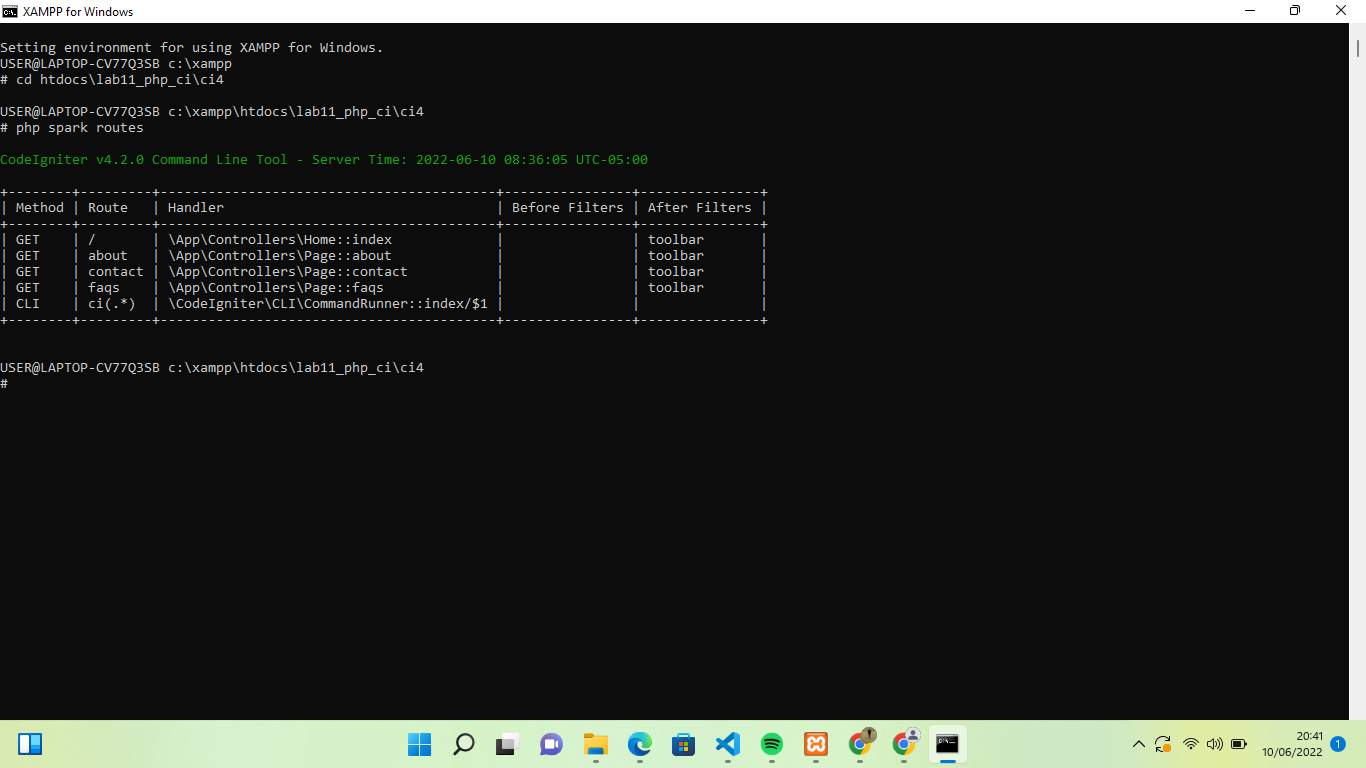 XAMPP for Windows
Setting environment for using XAMPP for Windows.
USER@LAPTOP-CV77Q3SB c:\xampp
# cd htdocs\lab11_php_ci\ci4
USER@LAPTOP-CV77Q3SB c:\xampp\htdocs\lab11_php_ci\ci4
# php spark routes
CodeIgniter v4.2.0 Command Line Tool - Server Time: 2022-06-10 08:36:05 UTC-05:00
+--------+---------+------------------------------------------+----------------+---------------+
| Method | Route   | Handler                                  | Before Filters | After Filters |
+--------+---------+------------------------------------------+----------------+---------------+
| GET    | /       | \App\Controllers\Home::index             |                | toolbar       |
| GET    | about   | \App\Controllers\Page::about             |                | toolbar       |
| GET    | contact | \App\Controllers\Page::contact           |                | toolbar       |
| GET    | faqs    | \App\Controllers\Page::faqs              |                | toolbar       |
| CLI    | ci(.*)  | \CodeIgniter\CLI\CommandRunner::index/$1 |                |               |
+--------+---------+------------------------------------------+----------------+---------------+
USER@LAPTOP-CV77Q3SB c:\xampp\htdocs\lab11_php_ci\ci4
#
20:41
10/06/2022
1